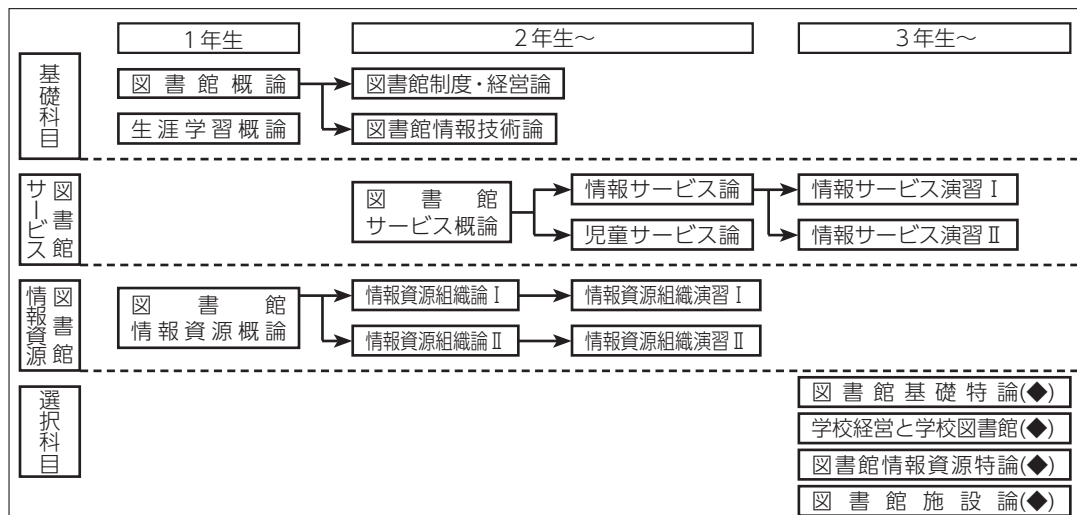 1年生
2年生～
3年生～
基礎科目
図書館概論
図書館制度・経営論
生涯学習概論
図書館情報技術論
図書館
サービス
図書館
サービス概論
情報サービス論
情報サービス演習Ⅰ
児童サービス論
情報サービス演習Ⅱ
図書館
情報資源
図書館
情報資源概論
情報資源組織論Ⅰ
情報資源組織演習Ⅰ
情報資源組織論Ⅱ
情報資源組織演習Ⅱ
選択科目
図書館基礎特論(◆)
学校経営と学校図書館(◆)
図書館情報資源特論(◆)
図書館施設論(◆)